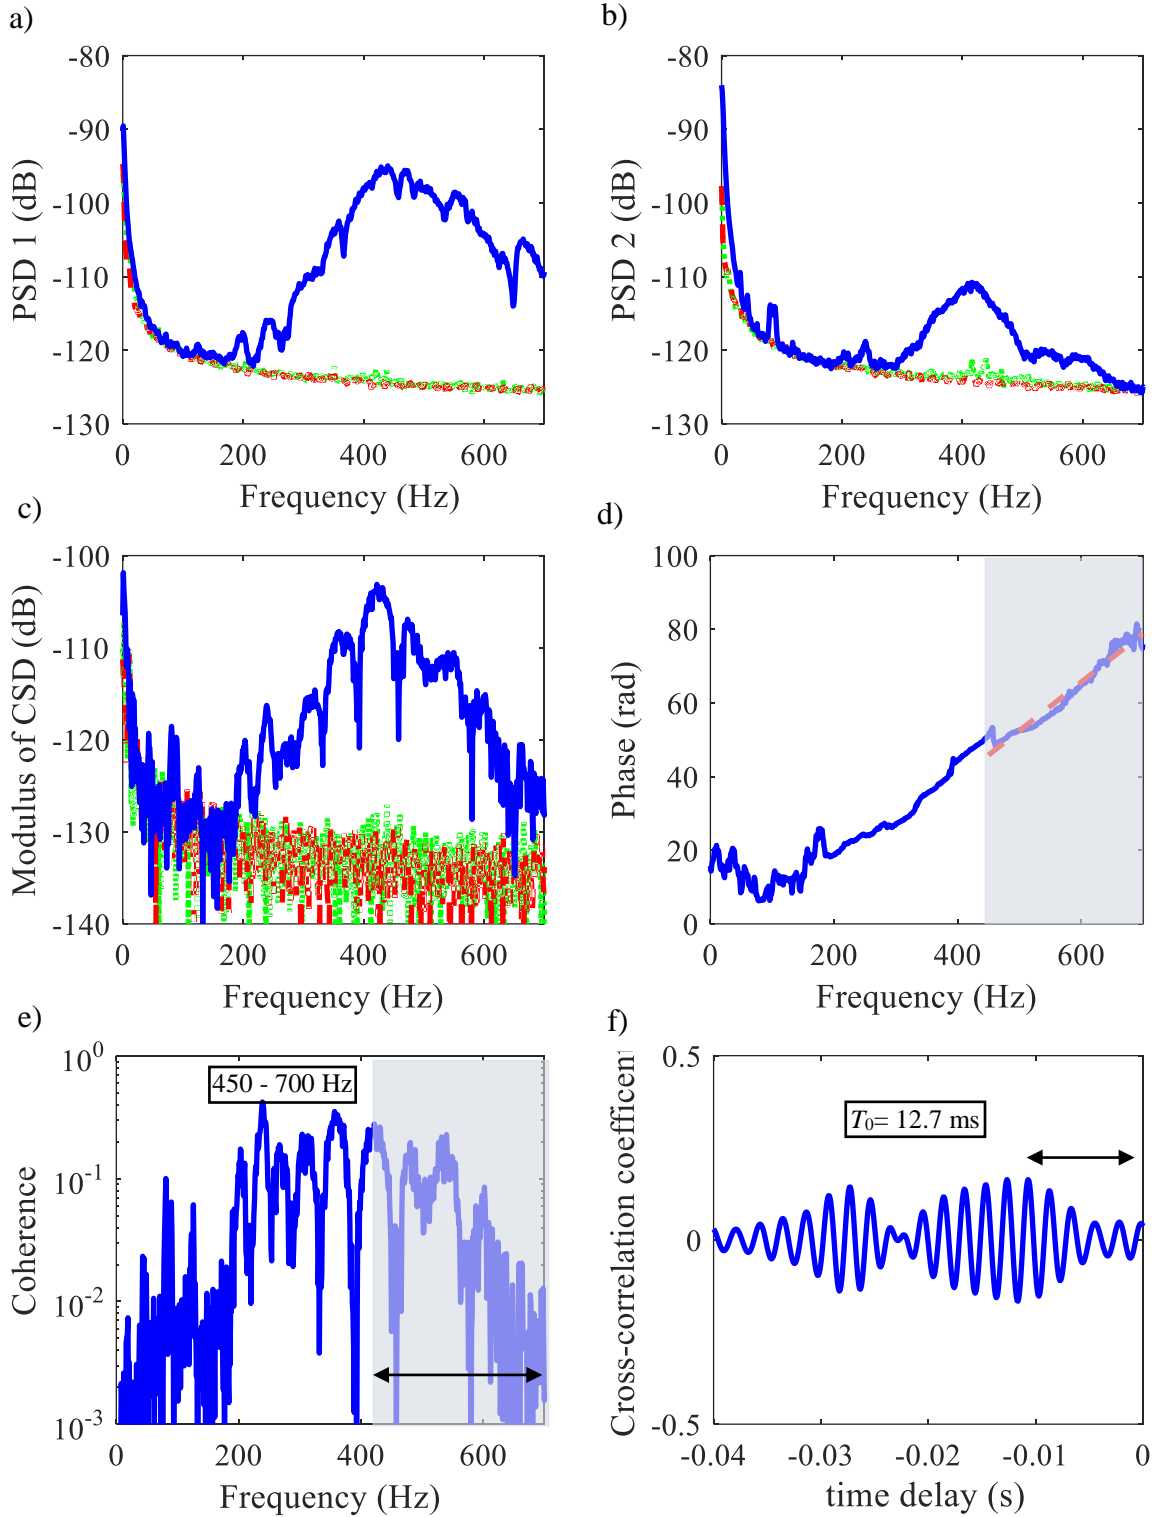 a)
PSD 1 (dB)
-80
-90
-100
-110
-120
-130
0
200
400
600
Frequency (Hz)
b)
PSD 2 (dB)
-80
-90
-100
-110
-120
-130
0
200
400
600
Frequency (Hz)
c)
Modulus of CSD (dB)
-100
-110
-120
-130
-140
0
200
400
600
Frequency (Hz)
d)
Phase (rad)
100
80
60
40
20
0
0
200
400
600
Frequency (Hz)
e)
Coherence
10^0
10^-1
10^-2
10^-3
450 - 700 Hz
0
200
400
600
Frequency (Hz)
f)
Cross-correlation coefficen
0.5
0
-0.5
T0= 12.7 ms
-0.04
-0.03
-0.02
-0.01
0
time delay (s)